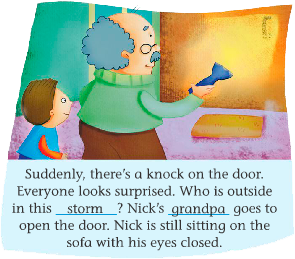 Suddenly, there's a knock on the door.
Everyone looks surprised. Who is outside
in this storm? Nick's grandpa goes to
open the door. Nick is still sitting on the
sofa with his eyes closed.